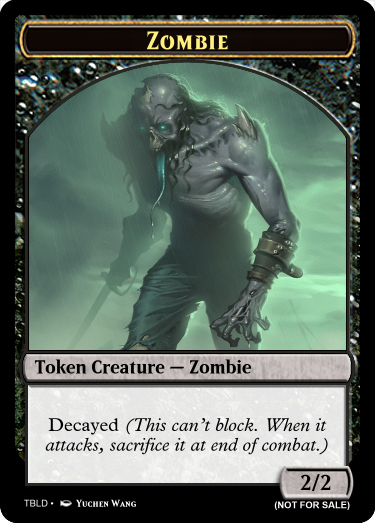 Zombie
Token Creature — Zombie
Decayed (This can't block. When it
attacks, sacrifice it at end of combat.)
2/2
TBLD • Yuchen Wang
(NOT FOR SALE)